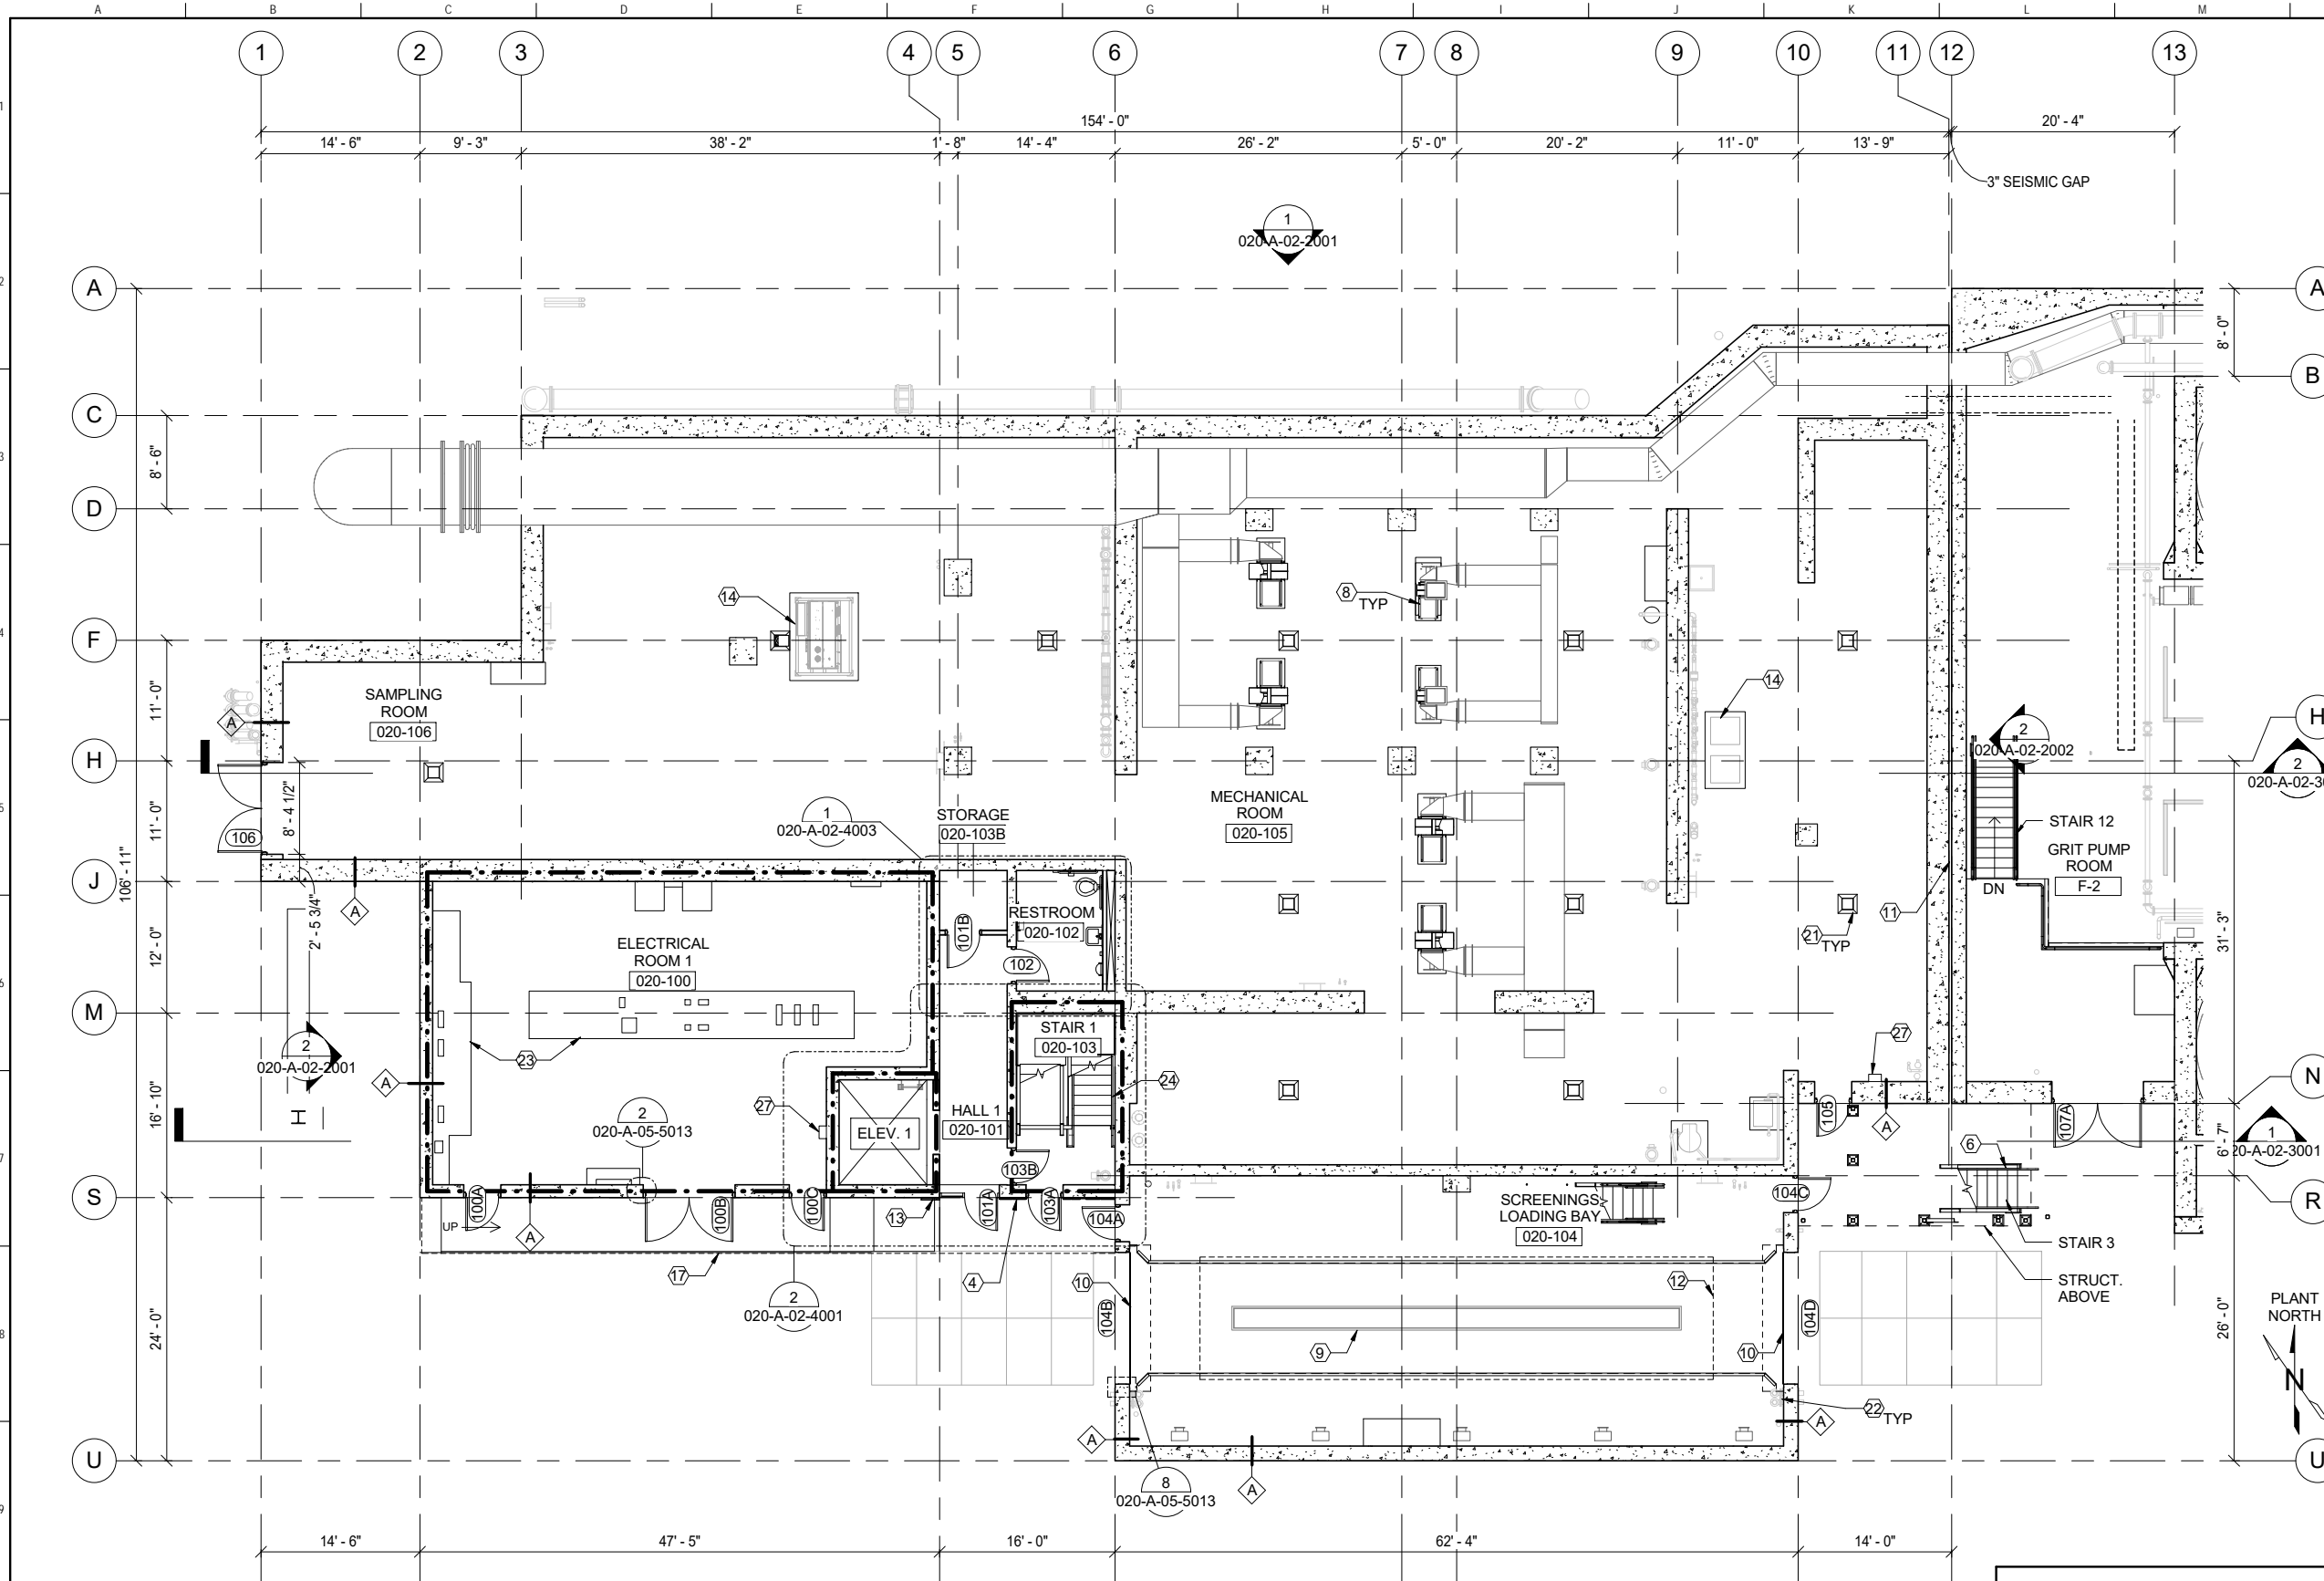 A B C D E F G H I J K L M
1 2 3 4 5 6 7 8 9 10 11 12 13
154' - 0"
20' - 4"
14' - 6" 9' - 3" 38' - 2" 1' - 8" 14' - 4" 26' - 2" 5' - 0" 20' - 2" 11' - 0" 13' - 9"
3" SEISMIC GAP
1
020-A-02-2001
A
A
8' - 0"
B
C
8' - 6"
D
14
8
TYP
F
SAMPLING
ROOM
020-106
A
11' - 0"
14
H
H
2
020-A-02-2002
2
020-A-02-30
8' - 4 1/2"
11' - 0"
106
1
020-A-02-4003
STORAGE
020-103B
MECHANICAL
ROOM
020-105
STAIR 12
GRIT PUMP
ROOM
F-2
DN
J
106' - 11"
A
2' - 5 3/4"
12' - 0"
ELECTRICAL
ROOM 1
020-100
101B
RESTROOM
020-102
102
11
21
TYP
31' - 3"
M
STAIR 1
020-103
27
2
020-A-02-2001
23
A
24
N
16' - 10"
H
27
2
020-A-05-5013
ELEV. 1
HALL 1
020-101
103B
105
A
107A
6
1
20-A-02-3001
6' - 7"
S
100A
UP
A
100B
100C
13
101A
103A
104A
SCREENINGS
LOADING BAY
020-104
104C
R
STAIR 3
17
4
10
12
STRUCT.
ABOVE
2
020-A-02-4001
104B
104D
PLANT
NORTH
24' - 0"
9
10
26' - 0"
N
22
TYP
A
A
U
U
8
020-A-05-5013
A
14' - 6" 47' - 5" 16' - 0" 62' - 4" 14' - 0"